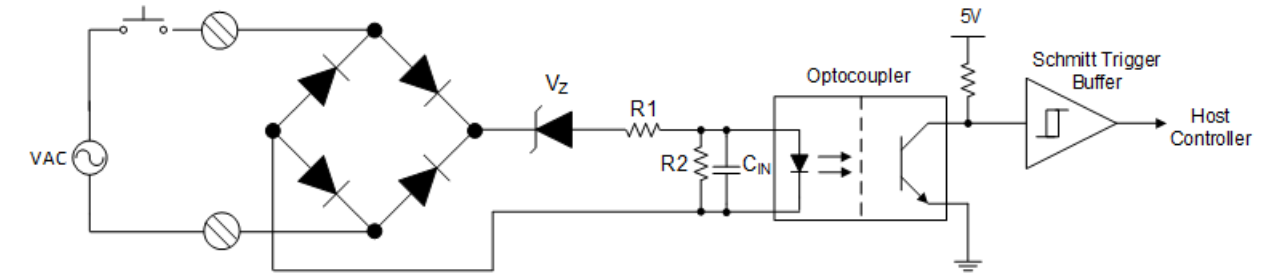 VAC
VZ
R1
R2
CIN
Optocoupler
5V
Schmitt Trigger
Buffer
Host
Controller